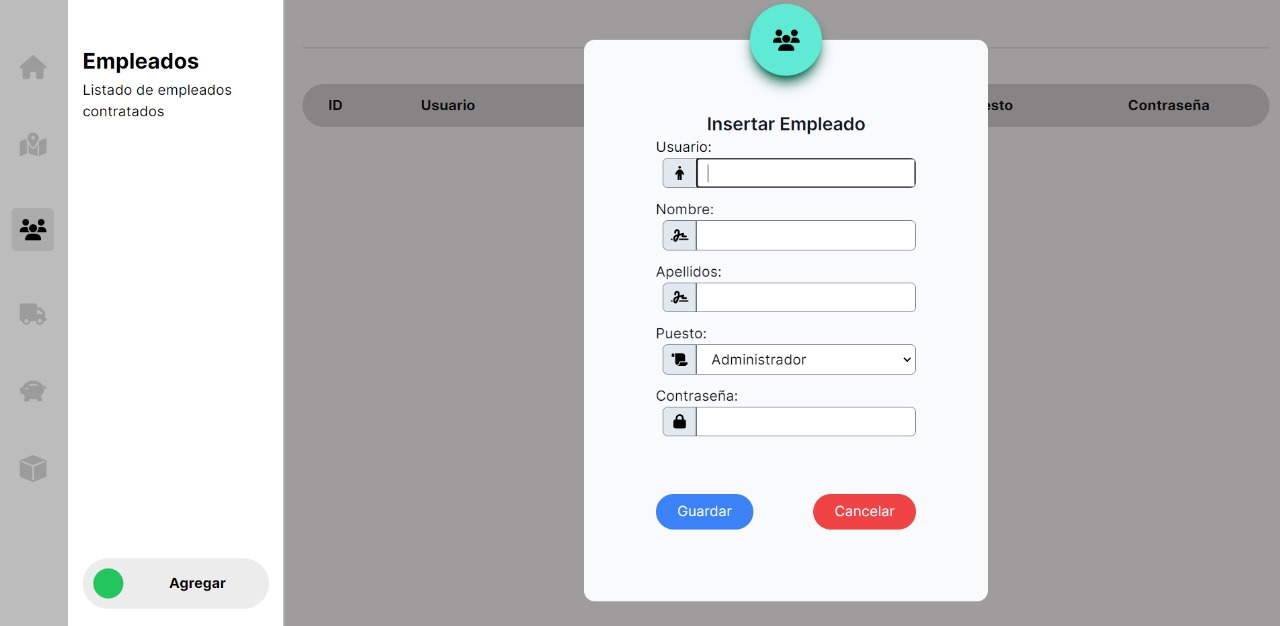 Empleados
Listado de empleados
contratados
Agregar
ID Usuario esto Contraseña
Insertar Empleado
Usuario:
Nombre:
Apellidos:
Puesto:
Administrador
Contraseña:
Guardar Cancelar